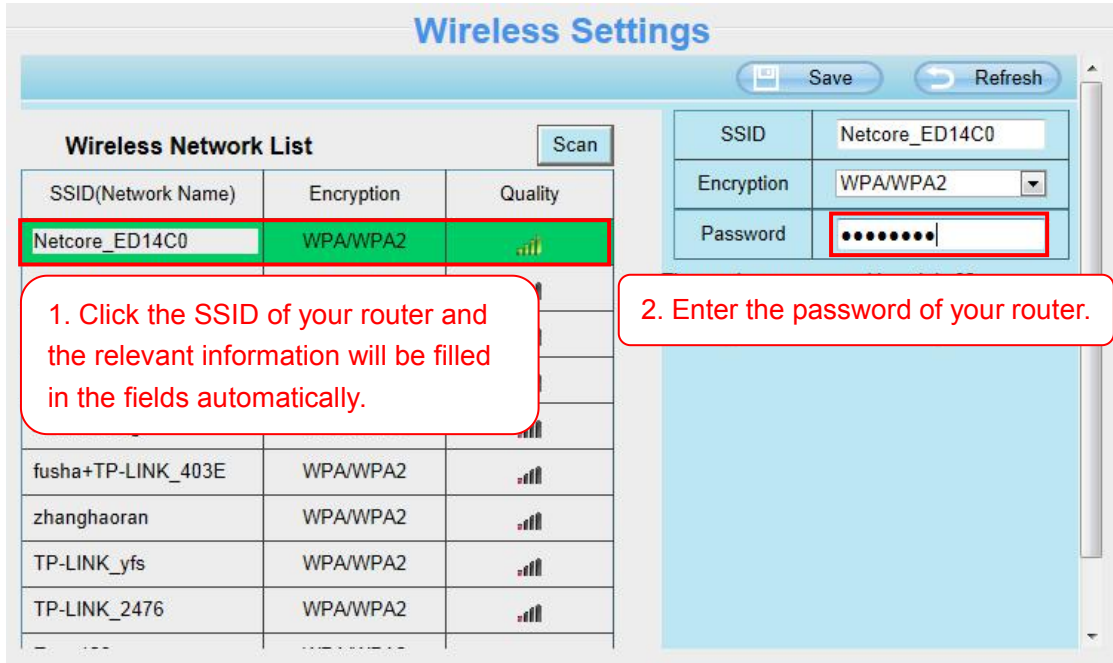 Wireless Settings
Save Refresh
Wireless Network List Scan
SSID(Network Name) Encryption Quality
Netcore_ED14C0 WPA/WPA2
1. Click the SSID of your router and
the relevant information will be filled
in the fields automatically.
fusha+TP-LINK_403E WPA/WPA2
zhanghaoran WPA/WPA2
TP-LINK_yfs WPA/WPA2
TP-LINK_2476 WPA/WPA2
SSID Netcore_ED14C0
Encryption WPA/WPA2
Password ••••••••
2. Enter the password of your router.